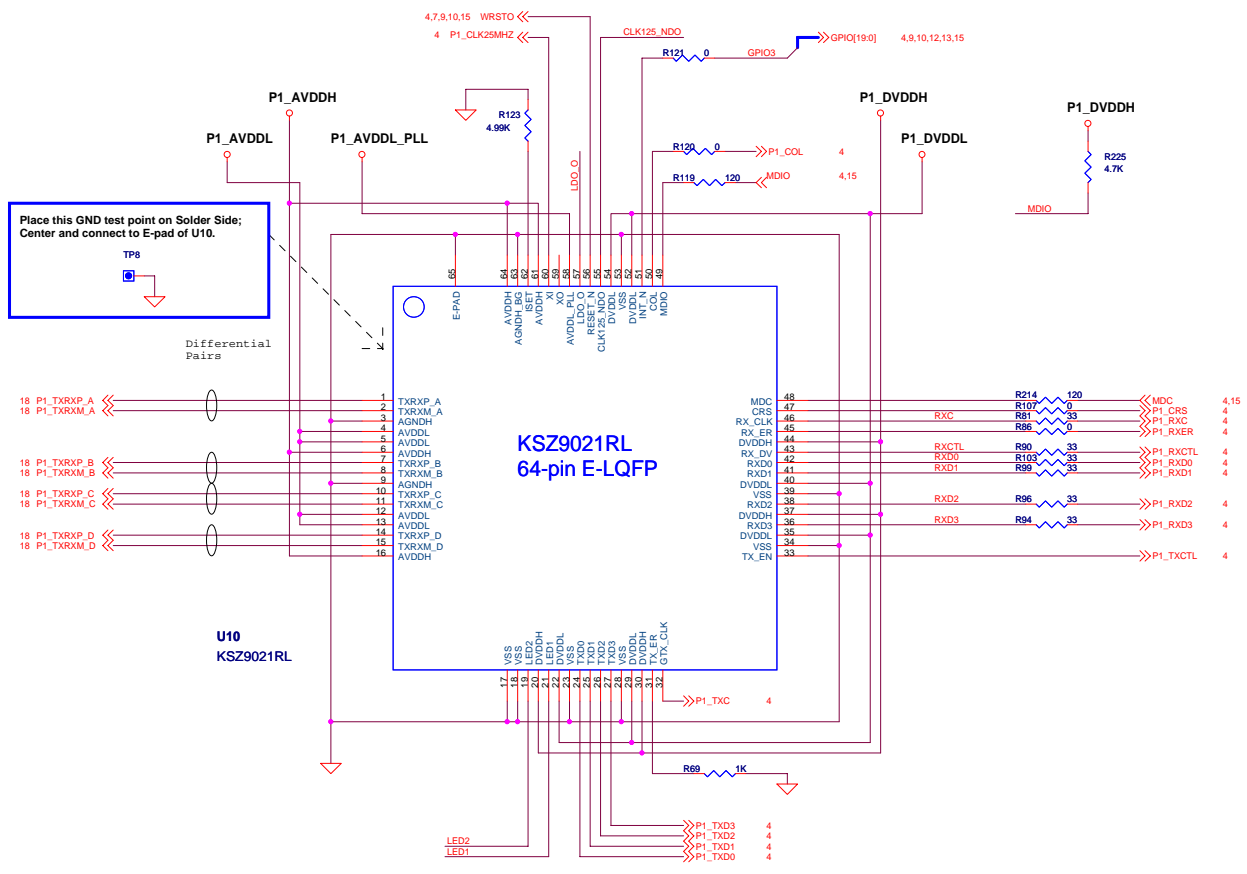 4,7,9,10,15 WRSTO
4 P1_CLK25MHZ
CLK125_NDO
R121 0
GPIO3
GPIO[19:0] 4,9,10,12,13,15
P1_AVDDH
P1_AVDDL
P1_AVDDL_PLL
R123
4.99K
LDO_O
R120 0
P1_COL 4
R119 120
MDIO 4,15
P1_DVDDH
P1_DVDDL
P1_DVDDH
R225
4.7K
MDIO
Place this GND test point on Solder Side;
Center and connect to E-pad of U10.
TP8
Differential
Pairs
65
64
63
62
61
60
59
58
57
56
55
54
53
52
51
50
49
E-PAD
AVDDH
AGNDH_BG
ISET
AVDDH
XI
XO
AVDDL_PLL
LDO_O
RESET_N
CLK125_NDO
DVDDL
VSS
DVDDL
INT_N
COL
MDIO
18 P1_TXRXP_A 1 TXRXP_A
18 P1_TXRXM_A 2 TXRXM_A
3 AGNDH
4 AVDDL
5 AVDDL
6 AVDDH
18 P1_TXRXP_B 7 TXRXP_B
18 P1_TXRXM_B 8 TXRXM_B
9 AGNDH
18 P1_TXRXP_C 10 TXRXP_C
18 P1_TXRXM_C 11 TXRXM_C
12 AVDDL
13 AVDDL
18 P1_TXRXP_D 14 TXRXP_D
18 P1_TXRXM_D 15 TXRXM_D
16 AVDDH
KSZ9021RL
64-pin E-LQFP
MDC 48 R214 120 MDC 4,15
CRS 47 R107 0 P1_CRS 4
RX_CLK 46 RXC R81 33 P1_RXC 4
RX_ER 45 R86 0 P1_RXER 4
DVDDH 44
RX_DV 43 RXCTL R90 33 P1_RXCTL 4
RXD0 42 RXD0 R103 33 P1_RXD0 4
RXD1 41 RXD1 R99 33 P1_RXD1 4
DVDDL 40
VSS 39
RXD2 38 RXD2 R96 33 P1_RXD2 4
DVDDH 37
RXD3 36 RXD3 R94 33 P1_RXD3 4
DVDDL 35
VSS 34
TX_EN 33 P1_TXCTL 4
U10
KSZ9021RL
VSS
VSS
LED2
DVDDH
LED1
DVDDL
VSS
TXD0
TXD1
TXD2
TXD3
VSS
DVDDL
DVDDH
TX_ER
GTX_CLK
17
18
19
20
21
22
23
24
25
26
27
28
29
30
31
32
P1_TXC 4
R69 1K
P1_TXD3 4
P1_TXD2 4
LED2
P1_TXD1 4
LED1
P1_TXD0 4